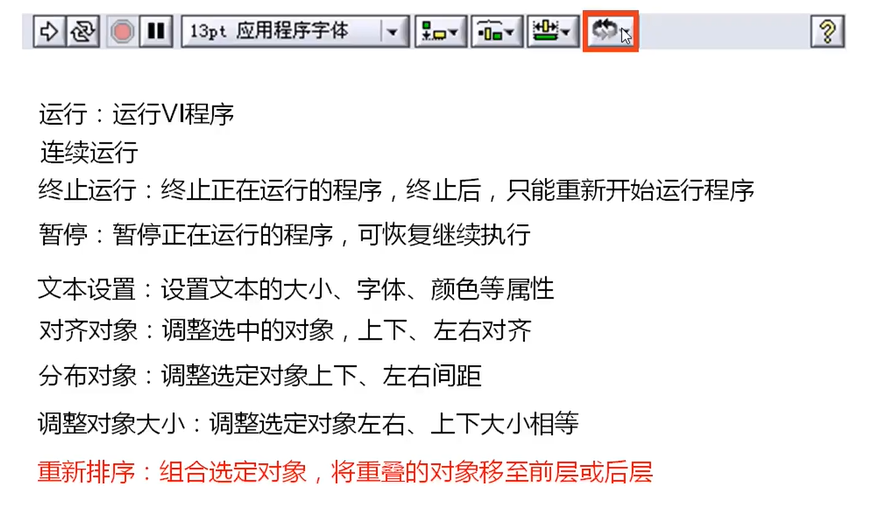 13pt 应用程序字体
?
运行：运行VI程序
连续运行
终止运行：终止正在运行的程序，终止后，只能重新开始运行程序
暂停：暂停正在运行的程序，可恢复继续执行
文本设置：设置文本的大小、字体、颜色等属性
对齐对象：调整选中的对象，上下、左右对齐
分布对象：调整选定对象上下、左右间距
调整对象大小：调整选定对象左右、上下大小相等
重新排序：组合选定对象，将重叠的对象移至前层或后层